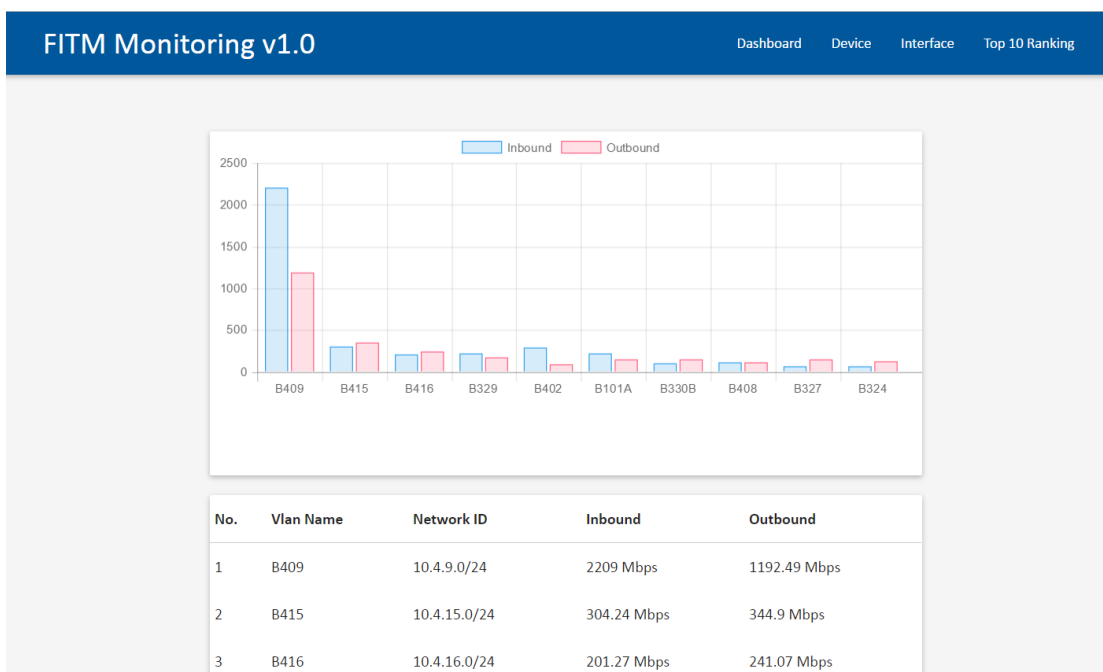 FITM Monitoring v1.0 Dashboard Device Interface Top 10 Ranking
Inbound Outbound
2500
2000
1500
1000
500
0
B409 B415 B416 B329 B402 B101A B330B B408 B327 B324
No. Vlan Name Network ID Inbound Outbound
1 B409 10.4.9.0/24 2209 Mbps 1192.49 Mbps
2 B415 10.4.15.0/24 304.24 Mbps 344.9 Mbps
3 B416 10.4.16.0/24 201.27 Mbps 241.07 Mbps